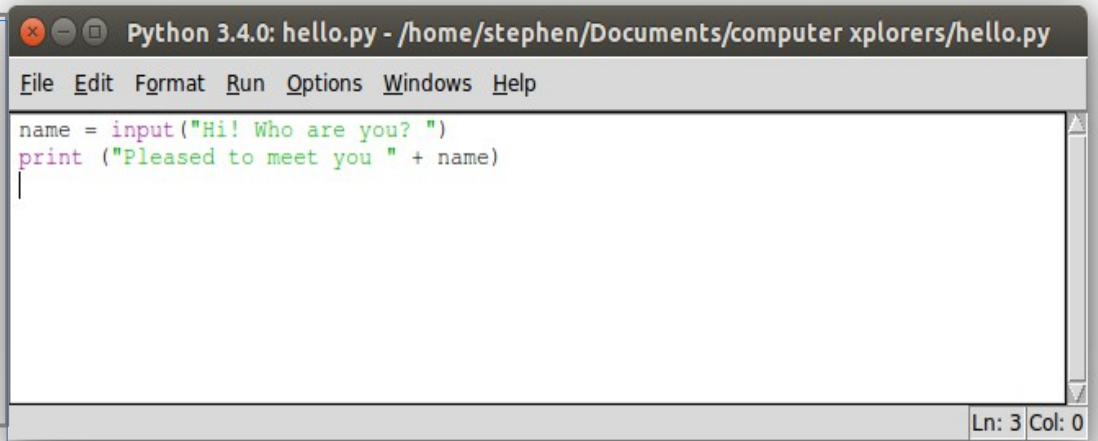 Python 3.4.0: hello.py - /home/stephen/Documents/computer xplorers/hello.py
File Edit Format Run Options Windows Help
name = input("Hi! Who are you? ")
print ("Pleased to meet you " + name)
Ln: 3 Col: 0